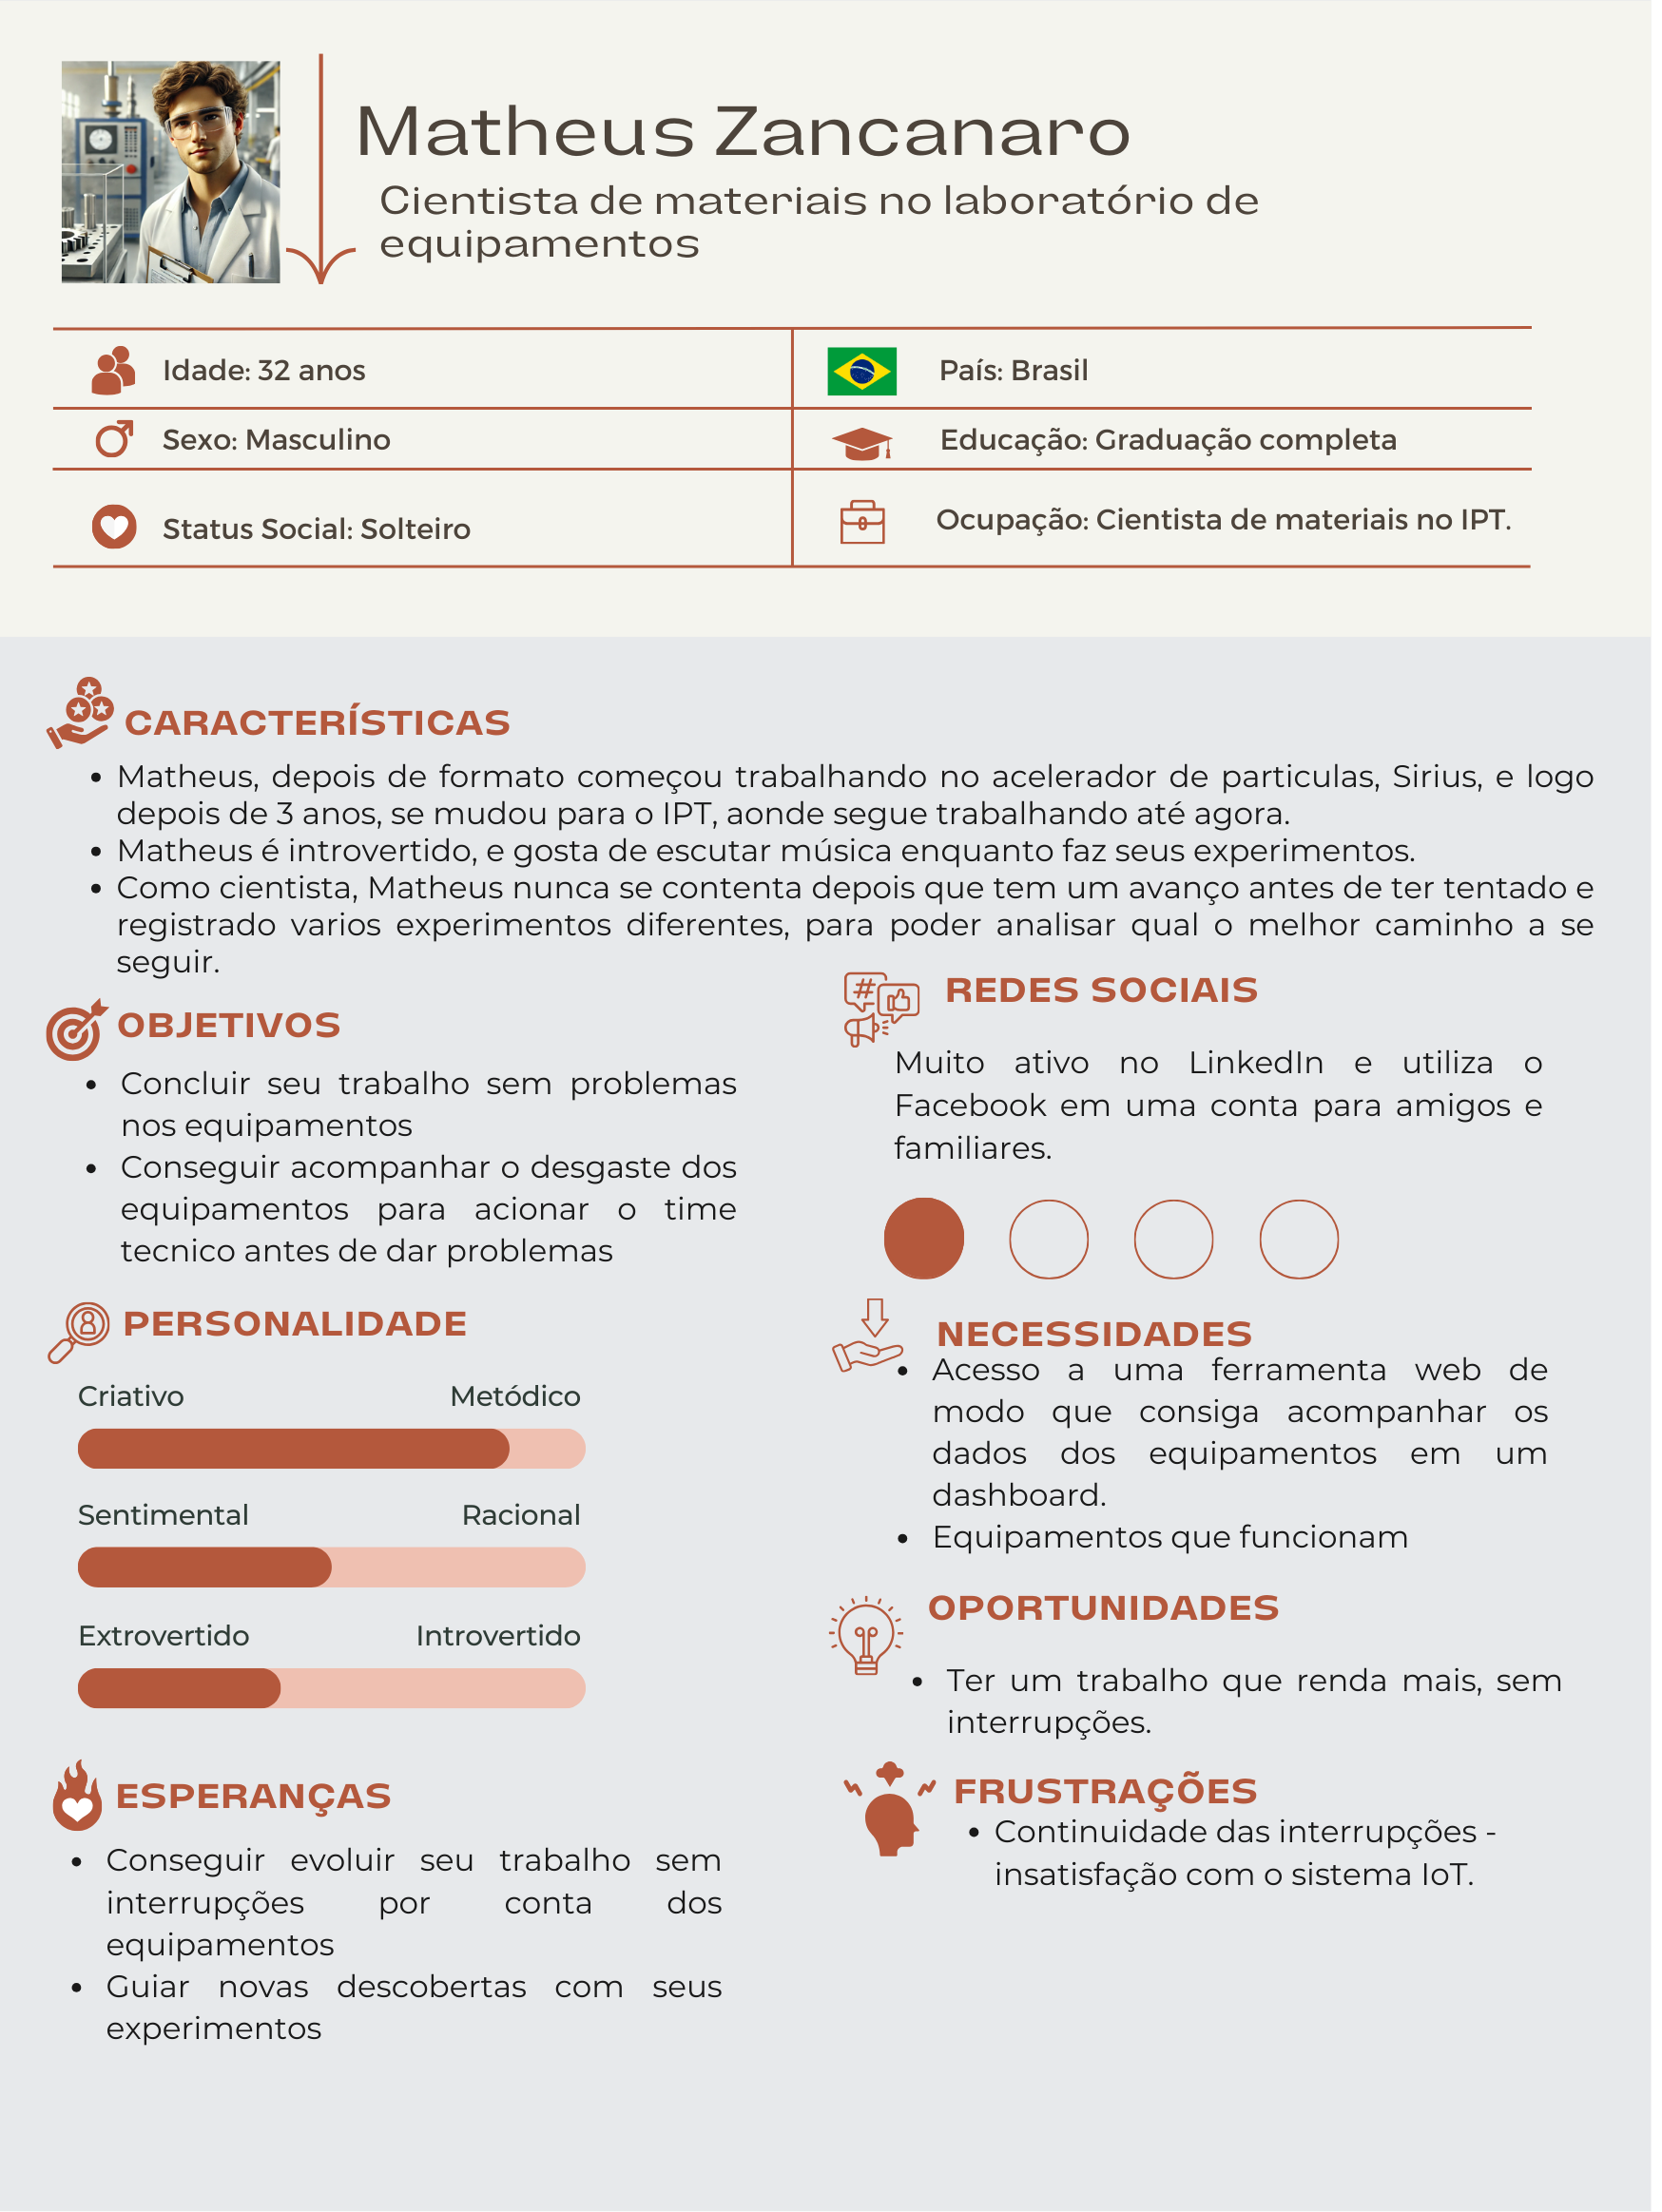 Matheus Zancanaro
Cientista de materiais no laboratório de
equipamentos
Idade: 32 anos
País: Brasil
Sexo: Masculino
Educação: Graduação completa
Status Social: Solteiro
Ocupação: Cientista de materiais no IPT.
CARACTERÍSTICAS
• Matheus, depois de formato começou trabalhando no acelerador de particulas, Sirius, e logo
depois de 3 anos, se mudou para o IPT, aonde segue trabalhando até agora.
• Matheus é introvertido, e gosta de escutar música enquanto faz seus experimentos.
• Como cientista, Matheus nunca se contenta depois que tem um avanço antes de ter tentado e
registrado varios experimentos diferentes, para poder analisar qual o melhor caminho a se
seguir.
OBJETIVOS
• Concluir seu trabalho sem problemas
nos equipamentos
• Conseguir acompanhar o desgaste dos
equipamentos para acionar o time
tecnico antes de dar problemas
PERSONALIDADE
Criativo Metódico
Sentimental Racional
Extrovertido Introvertido
ESPERANÇAS
• Conseguir evoluir seu trabalho sem
interrupções por conta dos
equipamentos
• Guiar novas descobertas com seus
experimentos
#
REDES SOCIAIS
Muito ativo no LinkedIn e utiliza o
Facebook em uma conta para amigos e
familiares.
NECESSIDADES
• Acesso a uma ferramenta web de
modo que consiga acompanhar os
dados dos equipamentos em um
dashboard.
• Equipamentos que funcionam
OPORTUNIDADES
• Ter um trabalho que renda mais, sem
interrupções.
FRUSTRAÇÕES
• Continuidade das interrupções -
insatisfação com o sistema IoT.